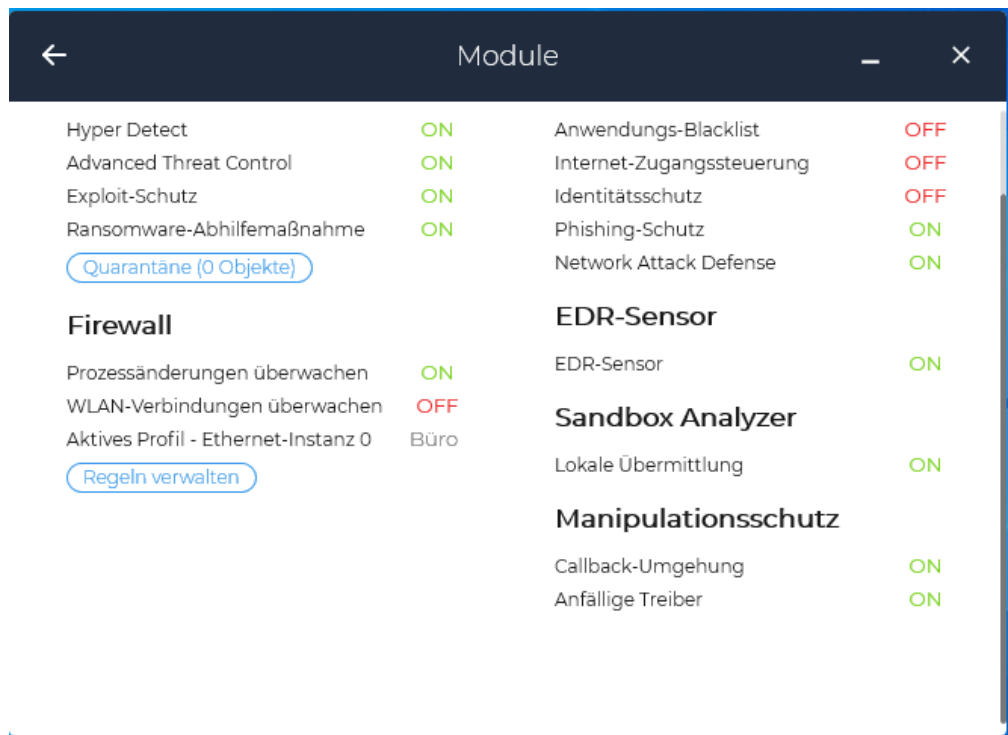 Module
Hyper Detect ON
Advanced Threat Control ON
Exploit-Schutz ON
Ransomware-Abhilfemaßnahme ON
Quarantäne (0 Objekte)
Firewall
Prozessänderungen überwachen ON
WLAN-Verbindungen überwachen OFF
Aktives Profil - Ethernet-Instanz 0 Büro
Regeln verwalten
Anwendungs-Blacklist OFF
Internet-Zugangssteuerung OFF
Identitätsschutz OFF
Phishing-Schutz ON
Network Attack Defense ON
EDR-Sensor
EDR-Sensor ON
Sandbox Analyzer
Lokale Übermittlung ON
Manipulationsschutz
Callback-Umgehung ON
Anfällige Treiber ON